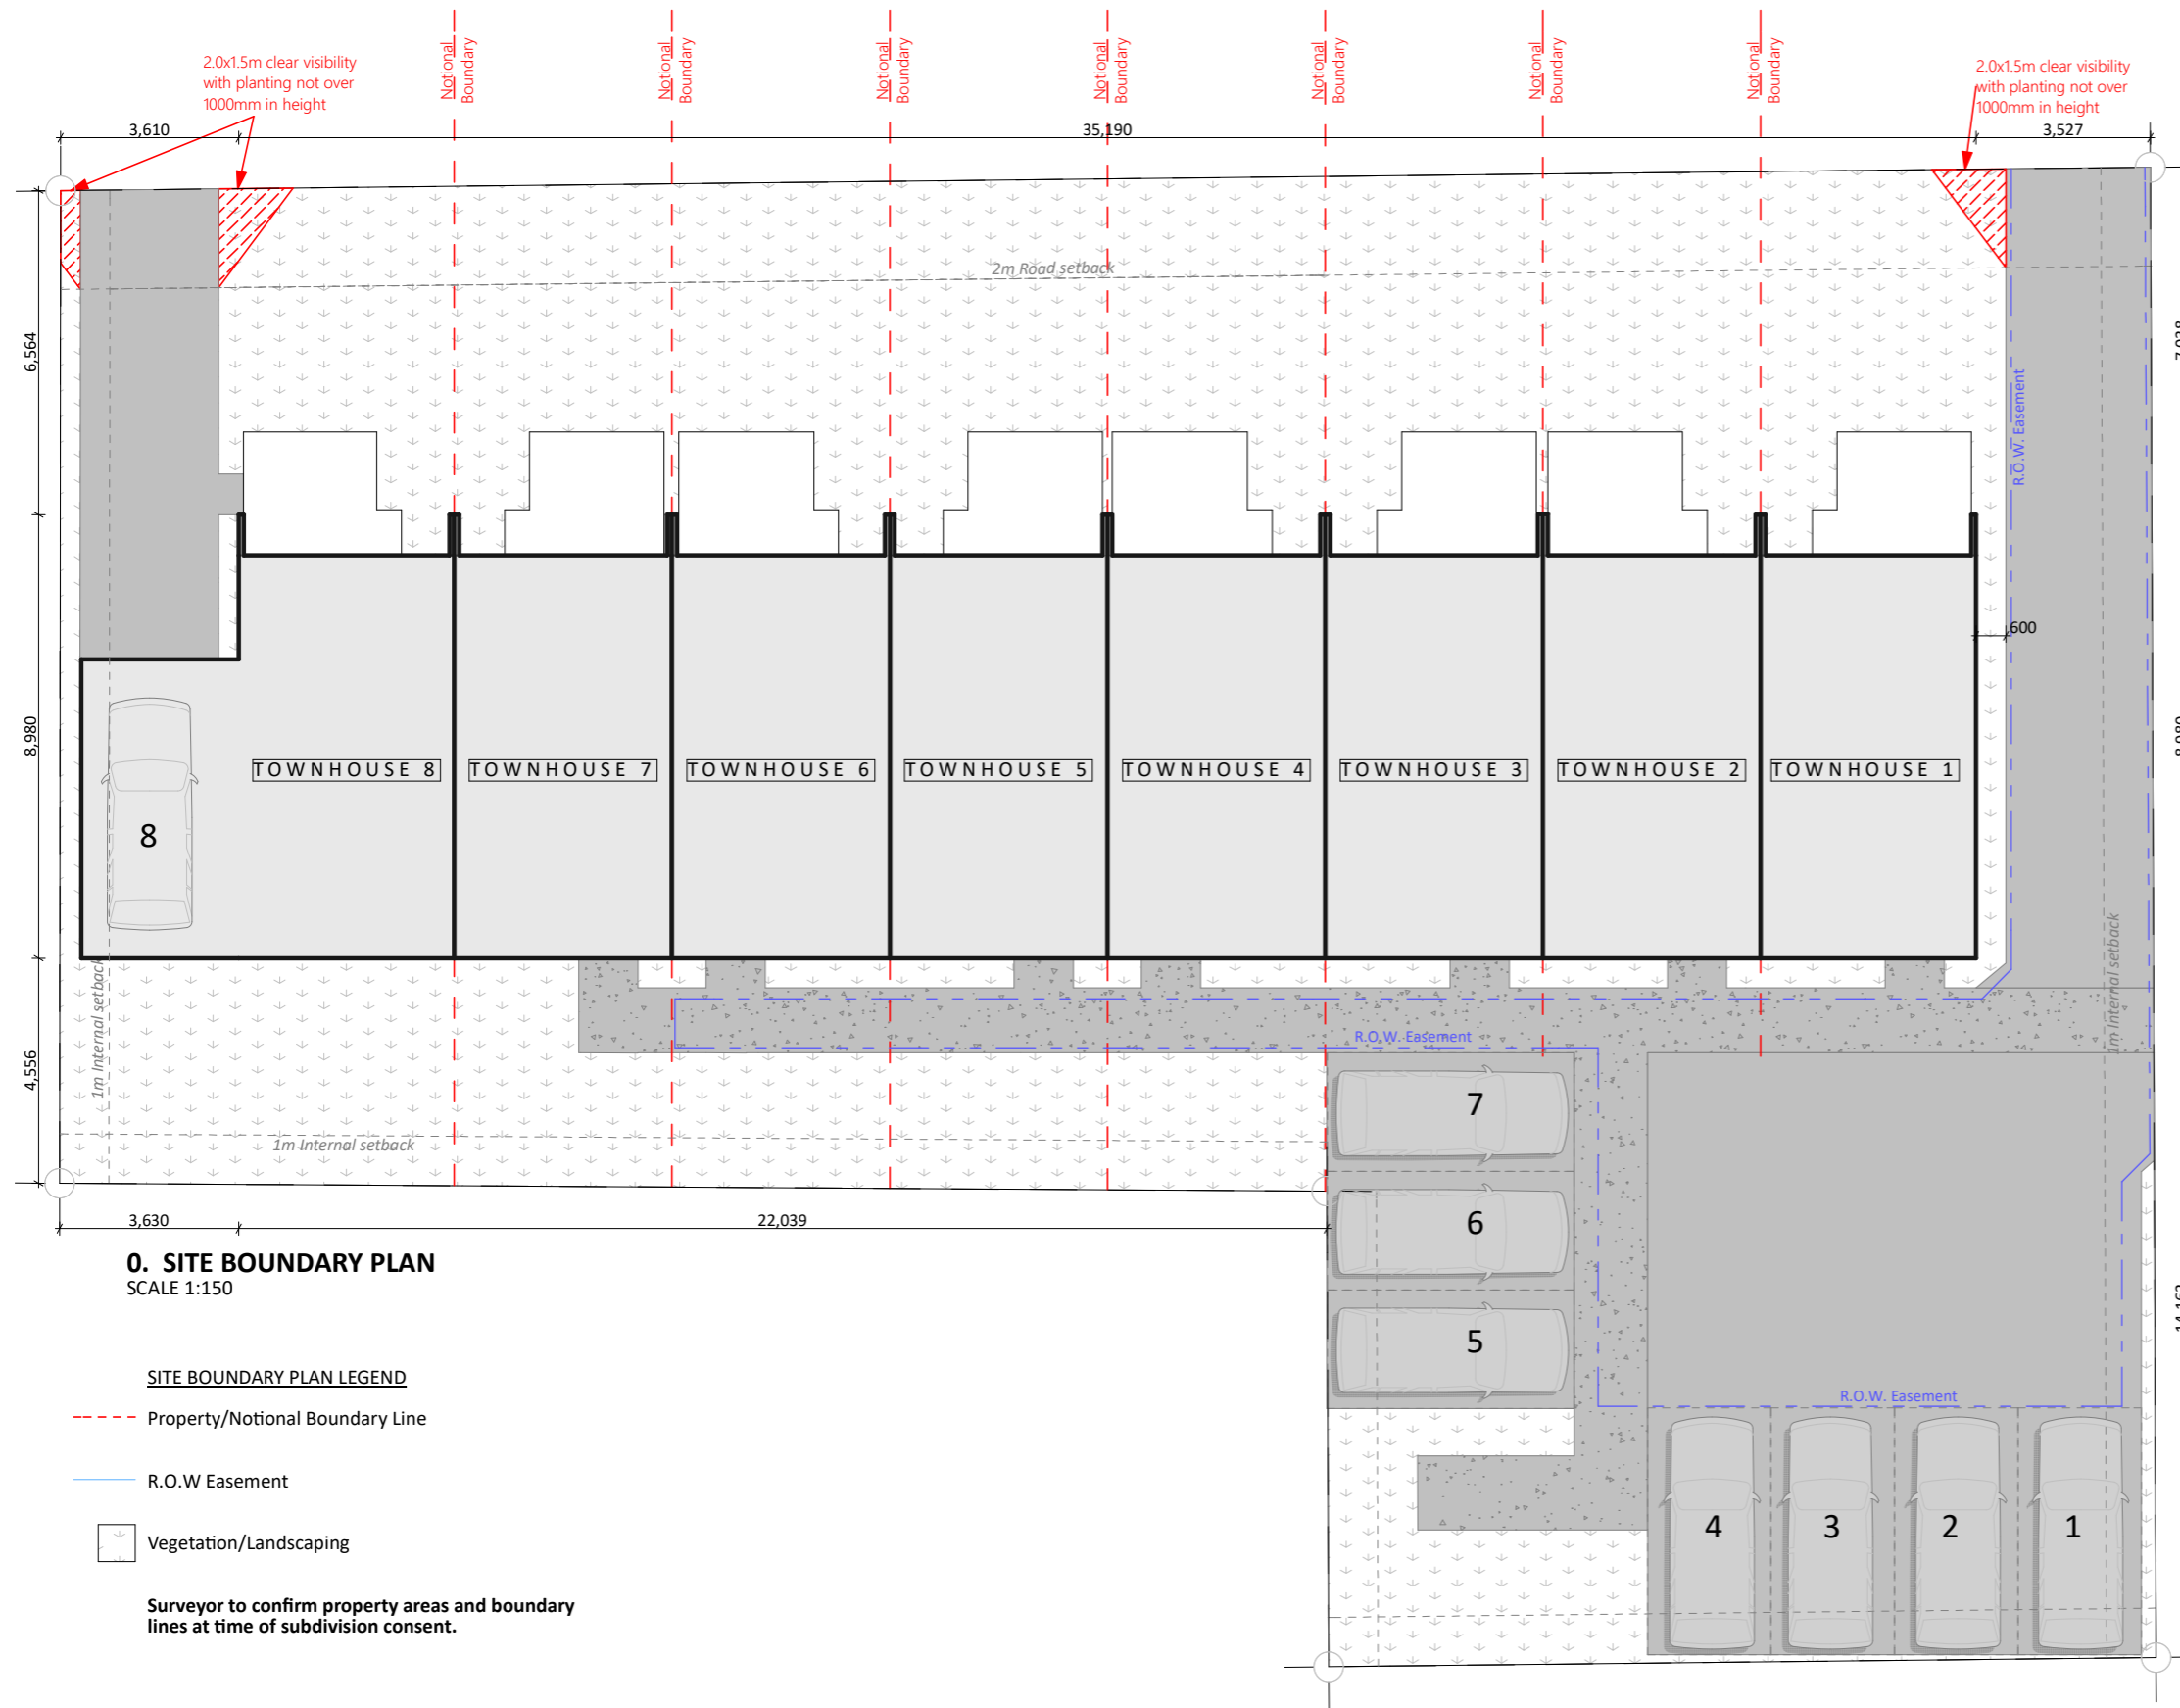 Notional
Boundary
Notional
Boundary
Notional
Boundary
Notional
Boundary
Notional
Boundary
Notional
Boundary
Notional
Boundary
2.0x1.5m clear visibility
with planting not over
1000mm in height
2.0x1.5m clear visibility
with planting not over
1000mm in height
3,610
35,190
3,527
2m Road setback
6,564
R.O.W. Easement
600
8,980
TOWNHOUSE 8
TOWNHOUSE 7
TOWNHOUSE 6
TOWNHOUSE 5
TOWNHOUSE 4
TOWNHOUSE 3
TOWNHOUSE 2
TOWNHOUSE 1
8
1m Internal setback
1m Internal setback
4,556
R.O.W. Easement
7
1m Internal setback
3,630
22,039
6
0. SITE BOUNDARY PLAN
SCALE 1:150
5
SITE BOUNDARY PLAN LEGEND
R.O.W. Easement
Property/Notional Boundary Line
R.O.W Easement
4
3
2
1
Vegetation/Landscaping
Surveyor to confirm property areas and boundary
lines at time of subdivision consent.